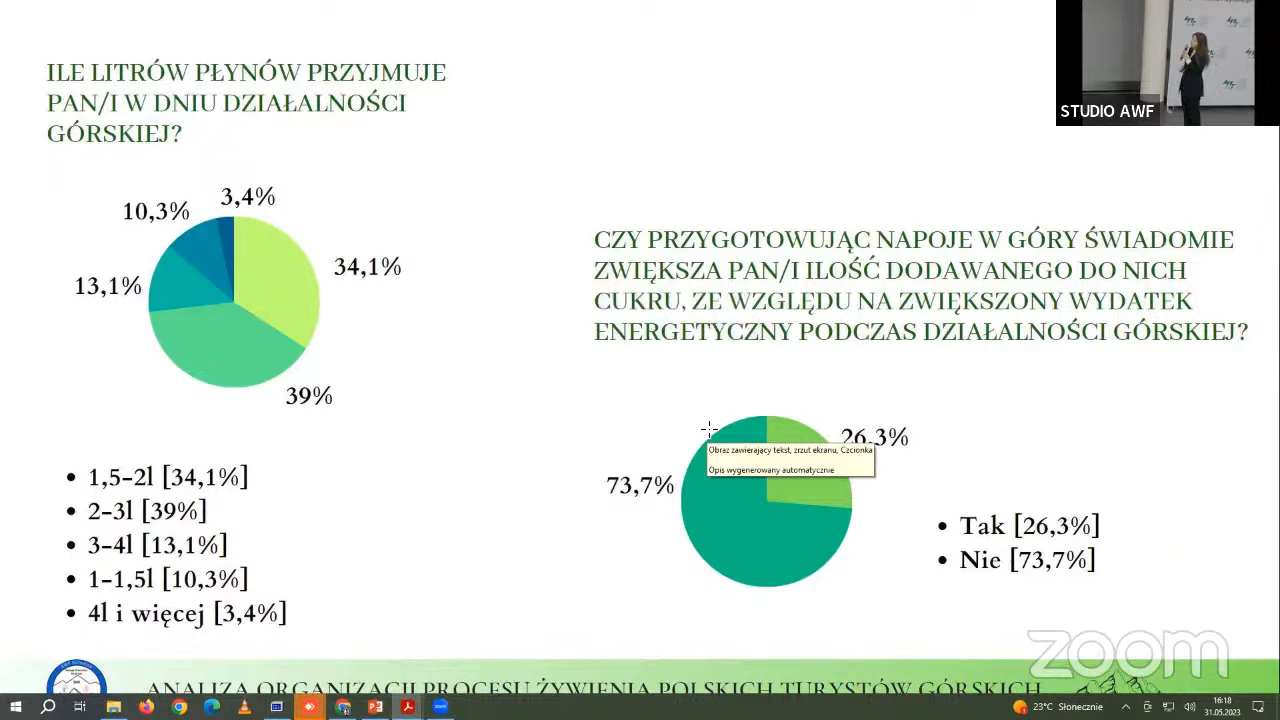 ILE LITRÓW PŁYNÓW PRZYJMUJE
PAN/I W DNIU DZIAŁALNOŚCI
GÓRSKIEJ?
STUDIO AWF
3,4%
10,3%
34,1%
13,1%
39%
1,5-2l [34,1%]
2-3l [39%]
3-4l [13,1%]
1-1,5l [10,3%]
4l i więcej [3,4%]
CZY PRZYGOTOWUJĄC NAPOJE W GÓRY ŚWIADOMIE
ZWIĘKSZA PAN/I ILOŚĆ DODAWANEGO DO NICH
CUKRU, ZE WZGLĘDU NA ZWIĘKSZONY WYDATEK
ENERGETYCZNY PODCZAS DZIAŁALNOŚCI GÓRSKIEJ?
26,3%
Obraz zawierający tekst, zrzut ekranu, Czcionka
Opis wygenerowany automatycznie
73,7%
Tak [26,3%]
Nie [73,7%]
zoom
ANALIZA ORGANIZACJI PROCESU ŻYWIENIA POLSKICH TURYSTÓW GÓRSKICH
23°C Słonecznie
16:18
31.05.2023